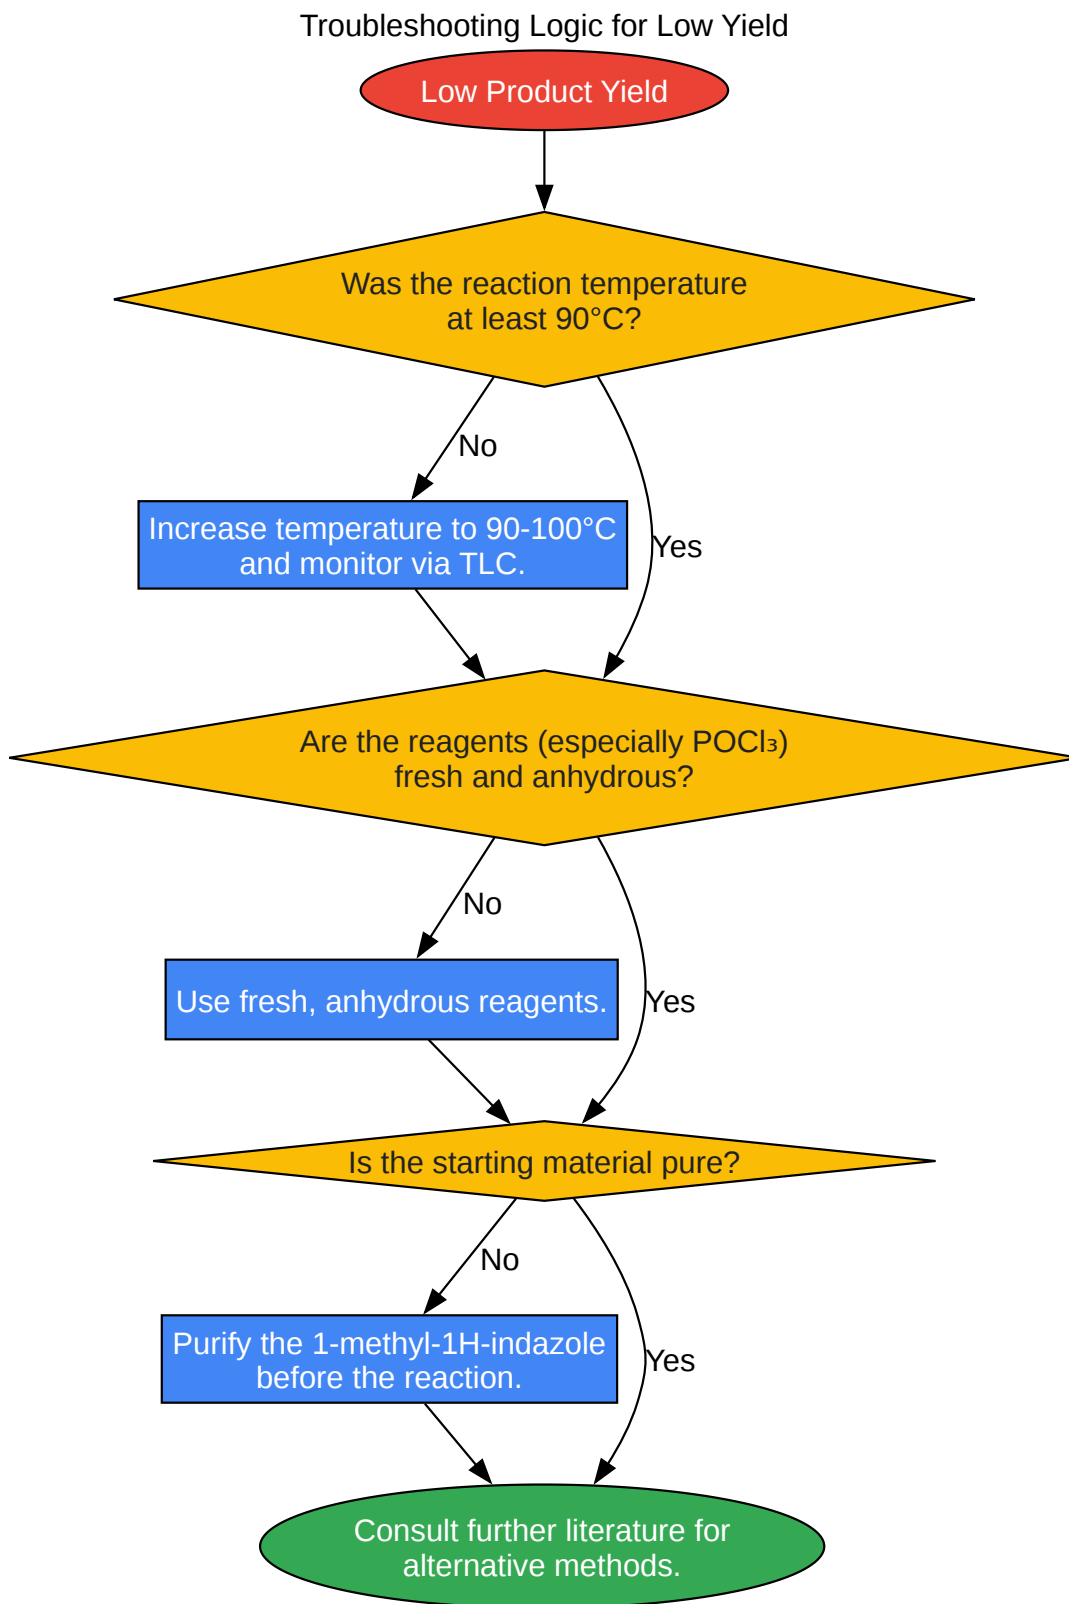 Troubleshooting Logic for Low Yield
Low Product Yield
Was the reaction temperature
at least 90°C?
No
Increase temperature to 90-100°C
and monitor via TLC.
Yes
Are the reagents (especially POCl₃)
fresh and anhydrous?
No
Use fresh, anhydrous reagents.
Yes
Is the starting material pure?
No
Purify the 1-methyl-1H-indazole
before the reaction.
Yes
Consult further literature for
alternative methods.